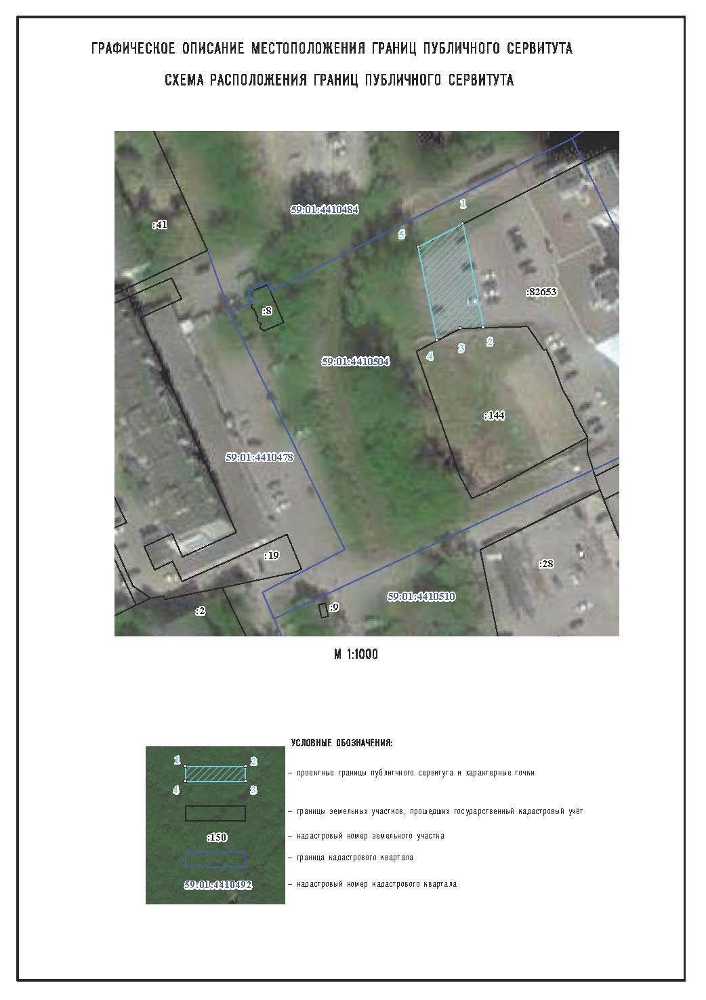 ГРАФИЧЕСКОЕ ОПИСАНИЕ МЕСТОПОЛОЖЕНИЯ ГРАНИЦ ПУБЛИЧНОГО СЕРВИТУТА
СХЕМА РАСПОЛОЖЕНИЯ ГРАНИЦ ПУБЛИЧНОГО СЕРВИТУТА
1
59:01:4410484
:41
5
:82653
:8
2
3
4
59:01:4410504
:144
59:01:4410478
:19
:28
59:01:4410510
:9
:2
М 1:1000
УСЛОВНЫЕ ОБОЗНАЧЕНИЯ:
1 2
– проектные границы публитчного сервитута и характерные точки
4 3
– границы земельных участков, прошедших государственный кадастровый учёт
:150 – кадастровый номер земельного участка
– граница кадастрового квартала
59:01:4410492 – кадастровый номер кадастрового квартала